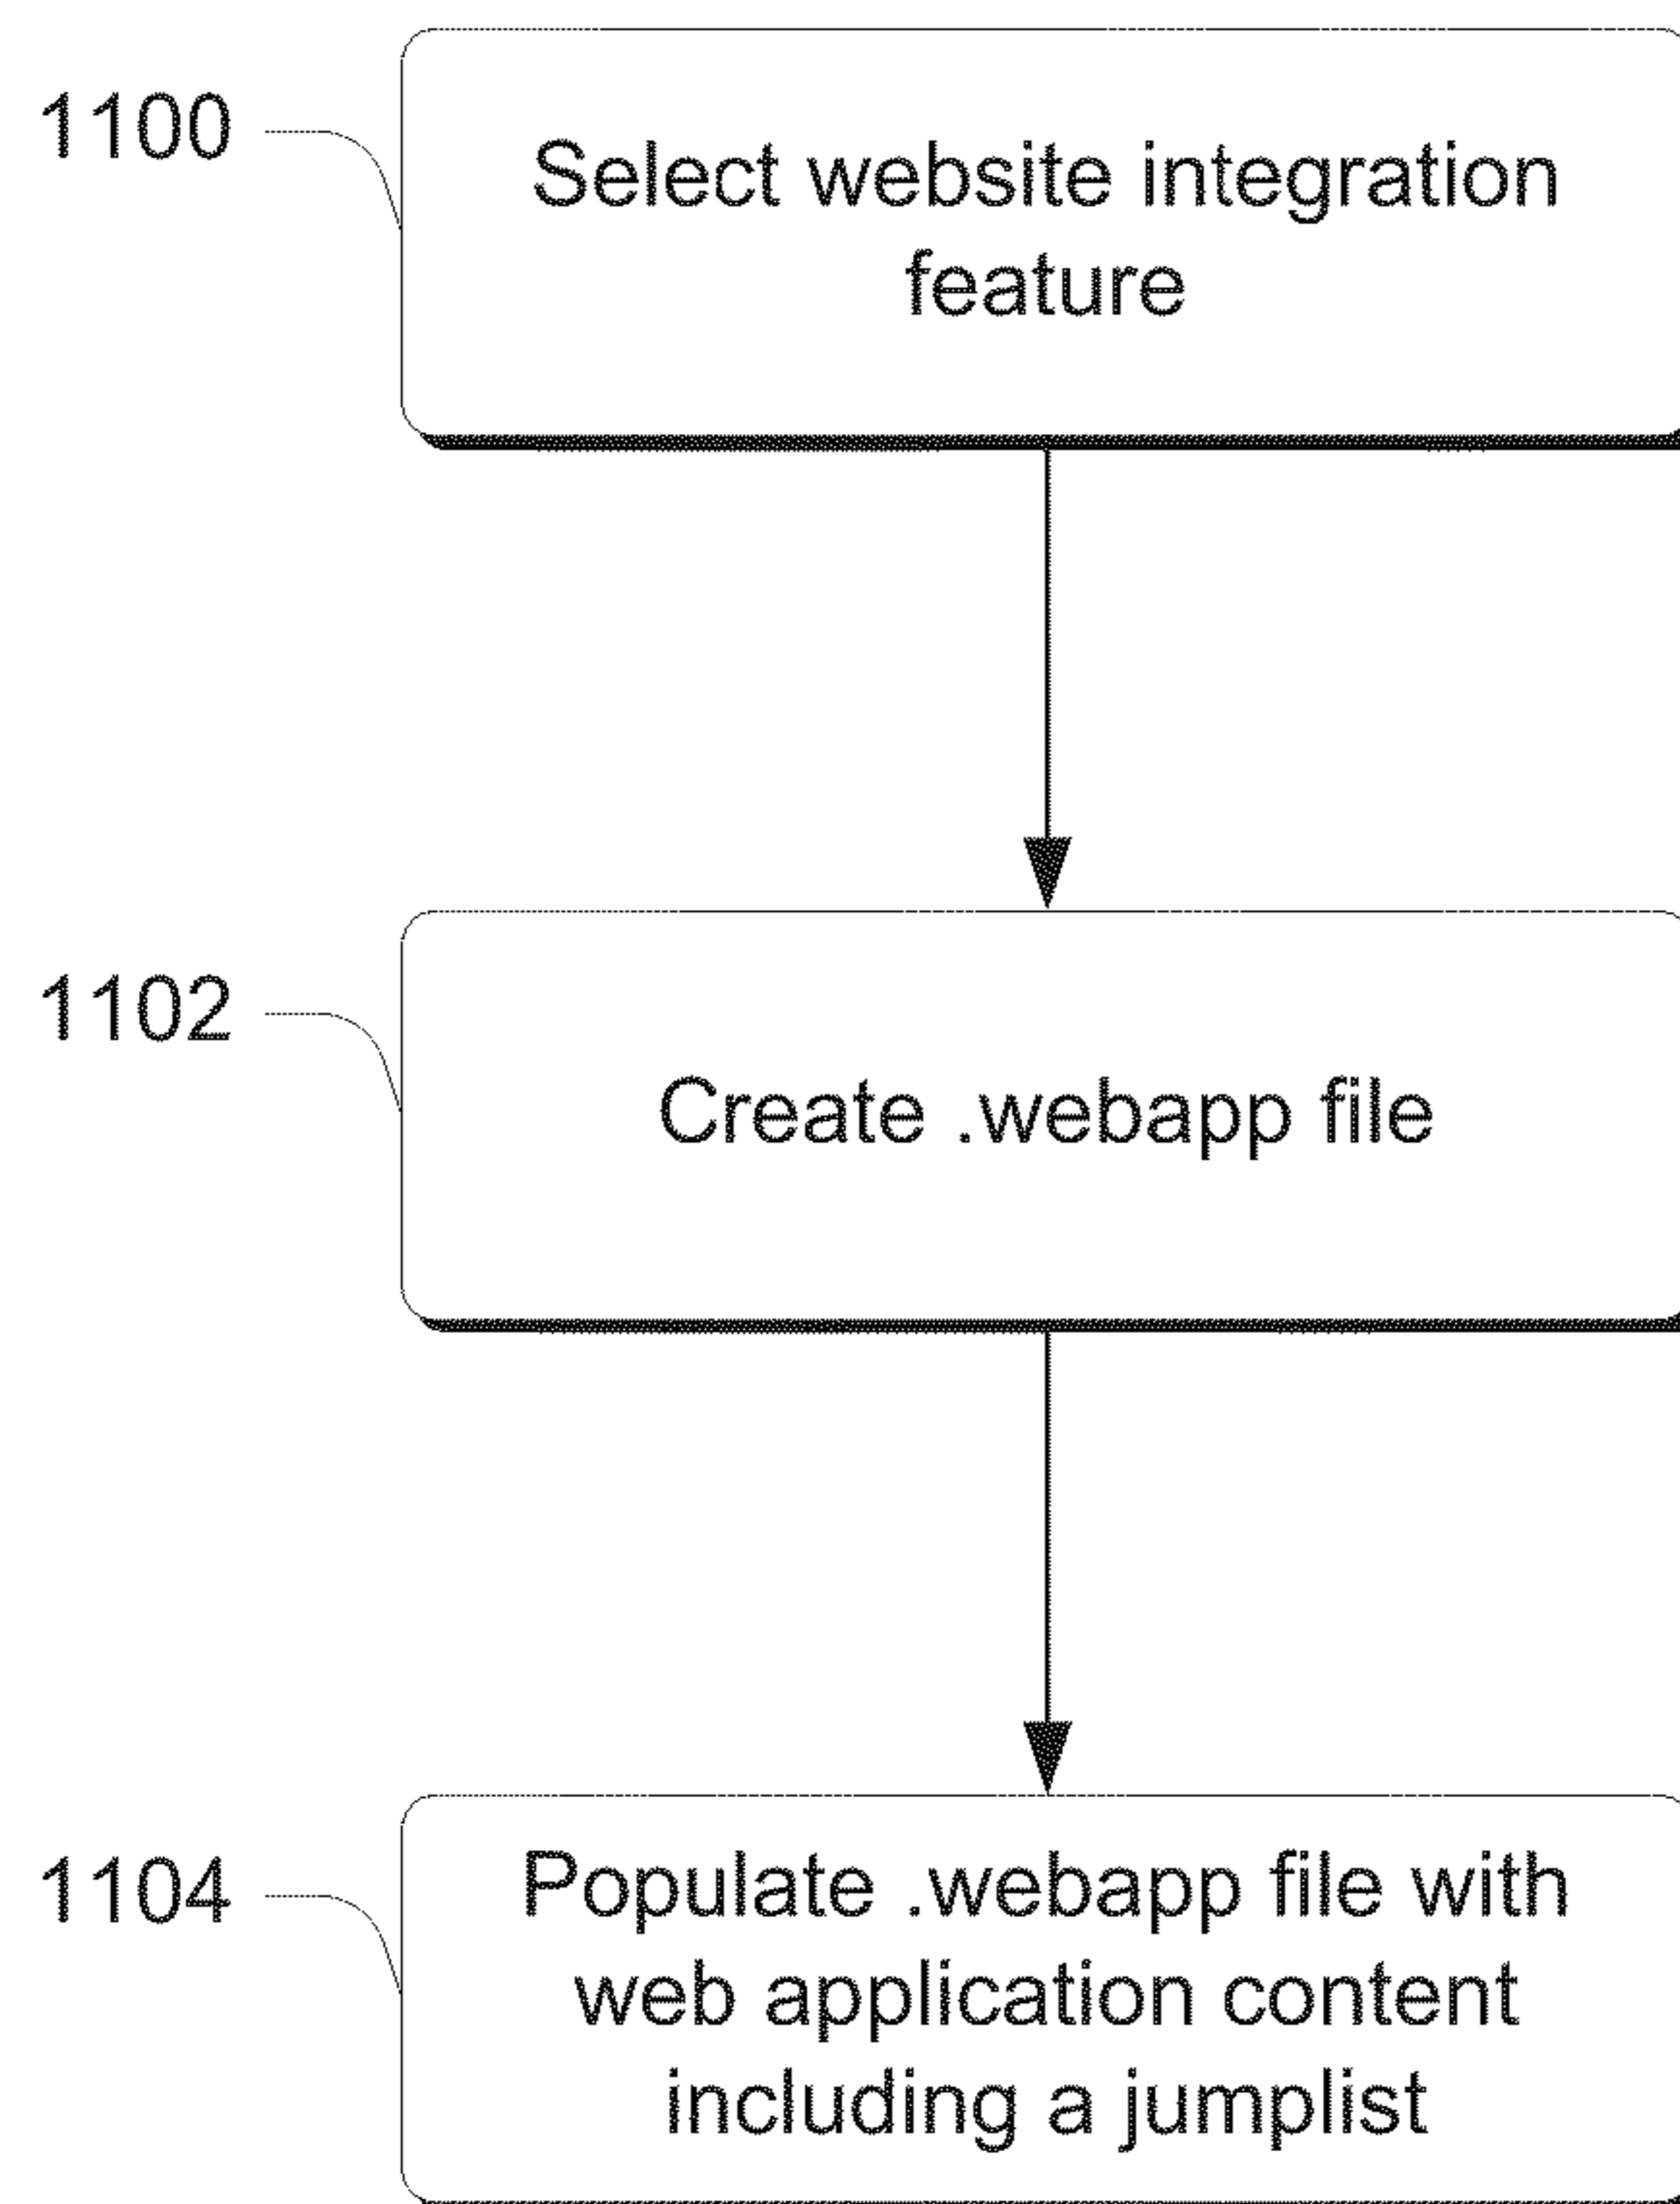 1100
Select website integration
feature
1102
Create .webapp file
1104
Populate .webapp file with
web application content
including a jumplist